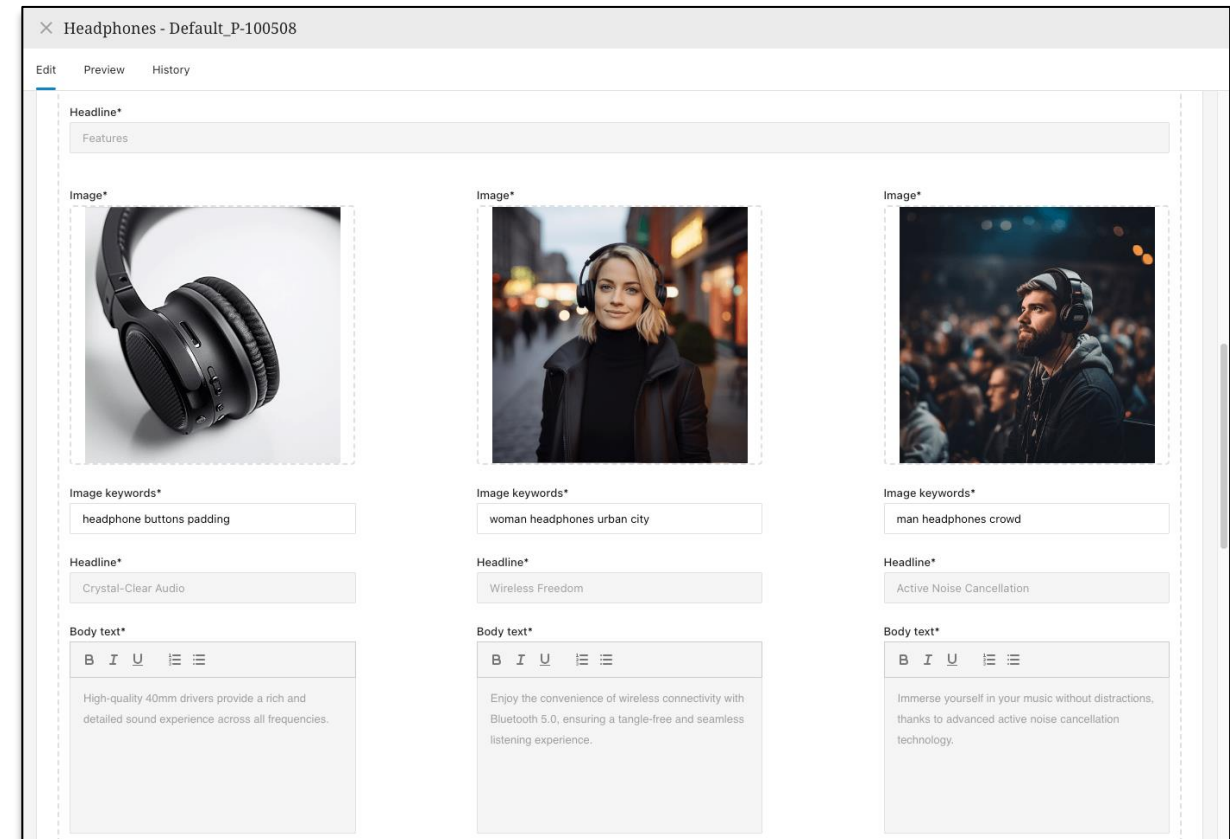 Headphones - Default_P-100508
Edit Preview History
Headline*
Features
Image*
Image*
Image*
Image keywords*
headphone buttons padding
Image keywords*
woman headphones urban city
Image keywords*
man headphones crowd
Headline*
Crystal-Clear Audio
Headline*
Wireless Freedom
Headline*
Active Noise Cancellation
Body text*
B I U
High-quality 40mm drivers provide a rich and
detailed sound experience across all frequencies.
Body text*
B I U
Enjoy the convenience of wireless connectivity with
Bluetooth 5.0, ensuring a tangle-free and seamless
listening experience.
Body text*
B I U
Immerse yourself in your music without distractions,
thanks to advanced active noise cancellation
technology.